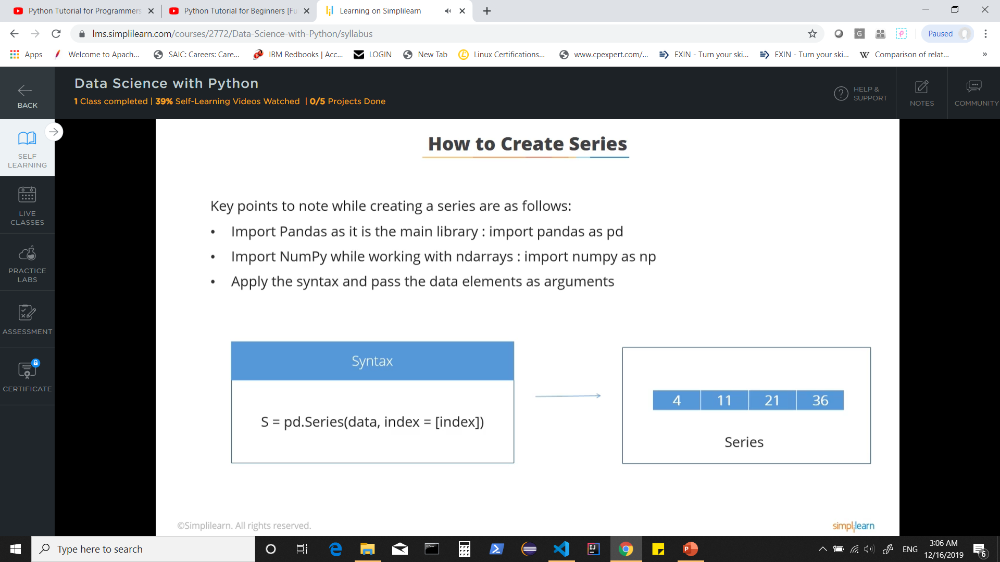 Python Tutorial for Programmers
Python Tutorial for Beginners [Fu
Learning on Simplilearn
lms.simplilearn.com/courses/2772/Data-Science-with-Python/syllabus
G
Paused
Apps
Welcome to Apach...
SAIC: Careers: Care...
IBM Redbooks | Acc...
LOGIN
New Tab
Linux Certifications...
www.cpexpert.com/...
EXIN - Turn your ski...
EXIN - Turn your ski...
W Comparison of relat...
»
BACK
Data Science with Python
1 Class completed | 39% Self-Learning Videos Watched | 0/5 Projects Done
HELP &
SUPPORT
NOTES
COMMUNITY
SELF
LEARNING
LIVE
CLASSES
PRACTICE
LABS
ASSESSMENT
CERTIFICATE
How to Create Series
Key points to note while creating a series are as follows:
• Import Pandas as it is the main library : import pandas as pd
• Import NumPy while working with ndarrays : import numpy as np
• Apply the syntax and pass the data elements as arguments
Syntax
S = pd.Series(data, index = [index])
4 11 21 36
Series
©Simplilearn. All rights reserved.
simplilearn
Type here to search
IJ
P
ENG
3:06 AM
12/16/2019
6